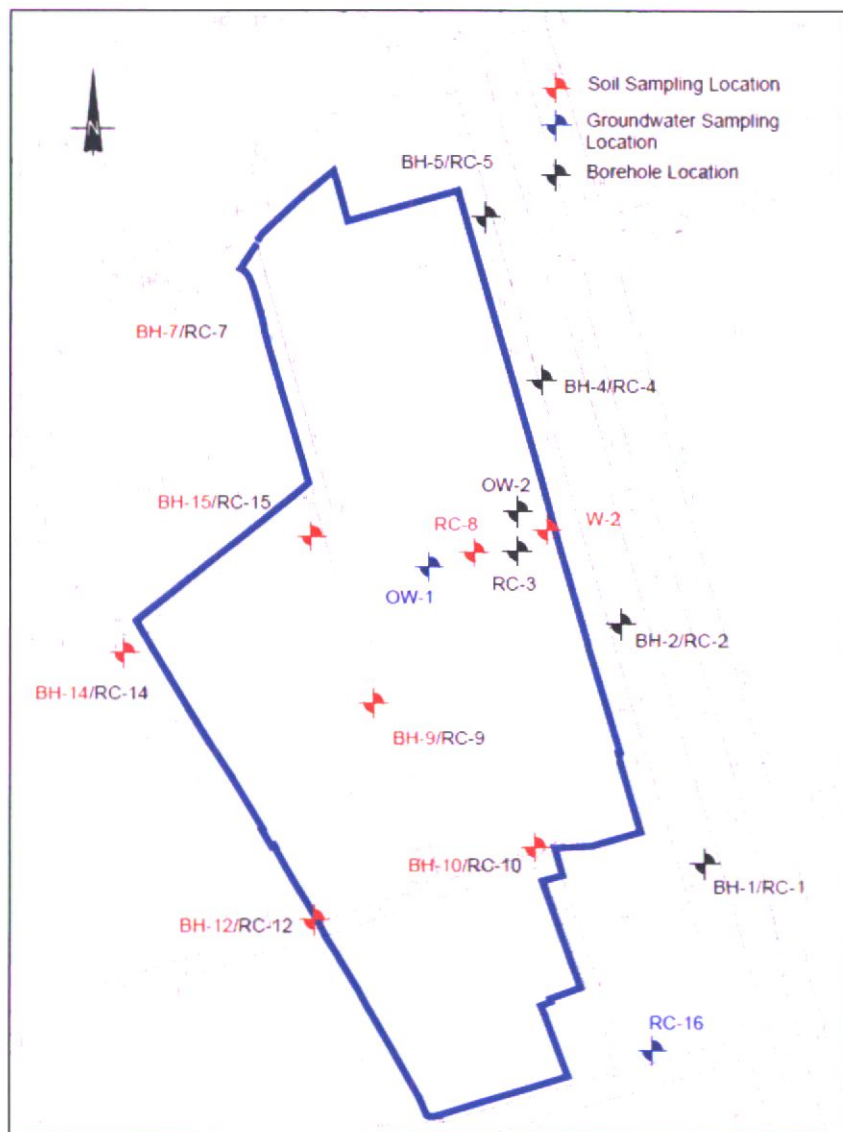 N
Soil Sampling Location
Groundwater Sampling
Location
Borehole Location
BH-5/RC-5
BH-7/RC-7
BH-4/RC-4
BH-15/RC-15
OW-2
W-2
RC-8
RC-3
OW-1
BH-2/RC-2
BH-14/RC-14
BH-9/RC-9
BH-10/RC-10
BH-1/RC-1
BH-12/RC-12
RC-16